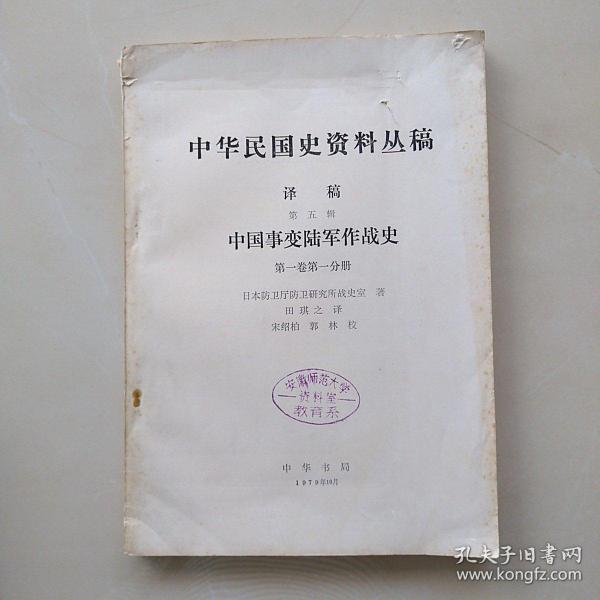 中华民国史资料丛稿
译 稿
第五辑
中国事变陆军作战史
第一卷第一分册
日本防卫厅防卫研究所战史室 著
田琪之 译
宋绍柏 郭林 校
安徽师范大学
资料室
教育系
中华书局
1979年10月
孔夫子旧书网
www.kongfz.com